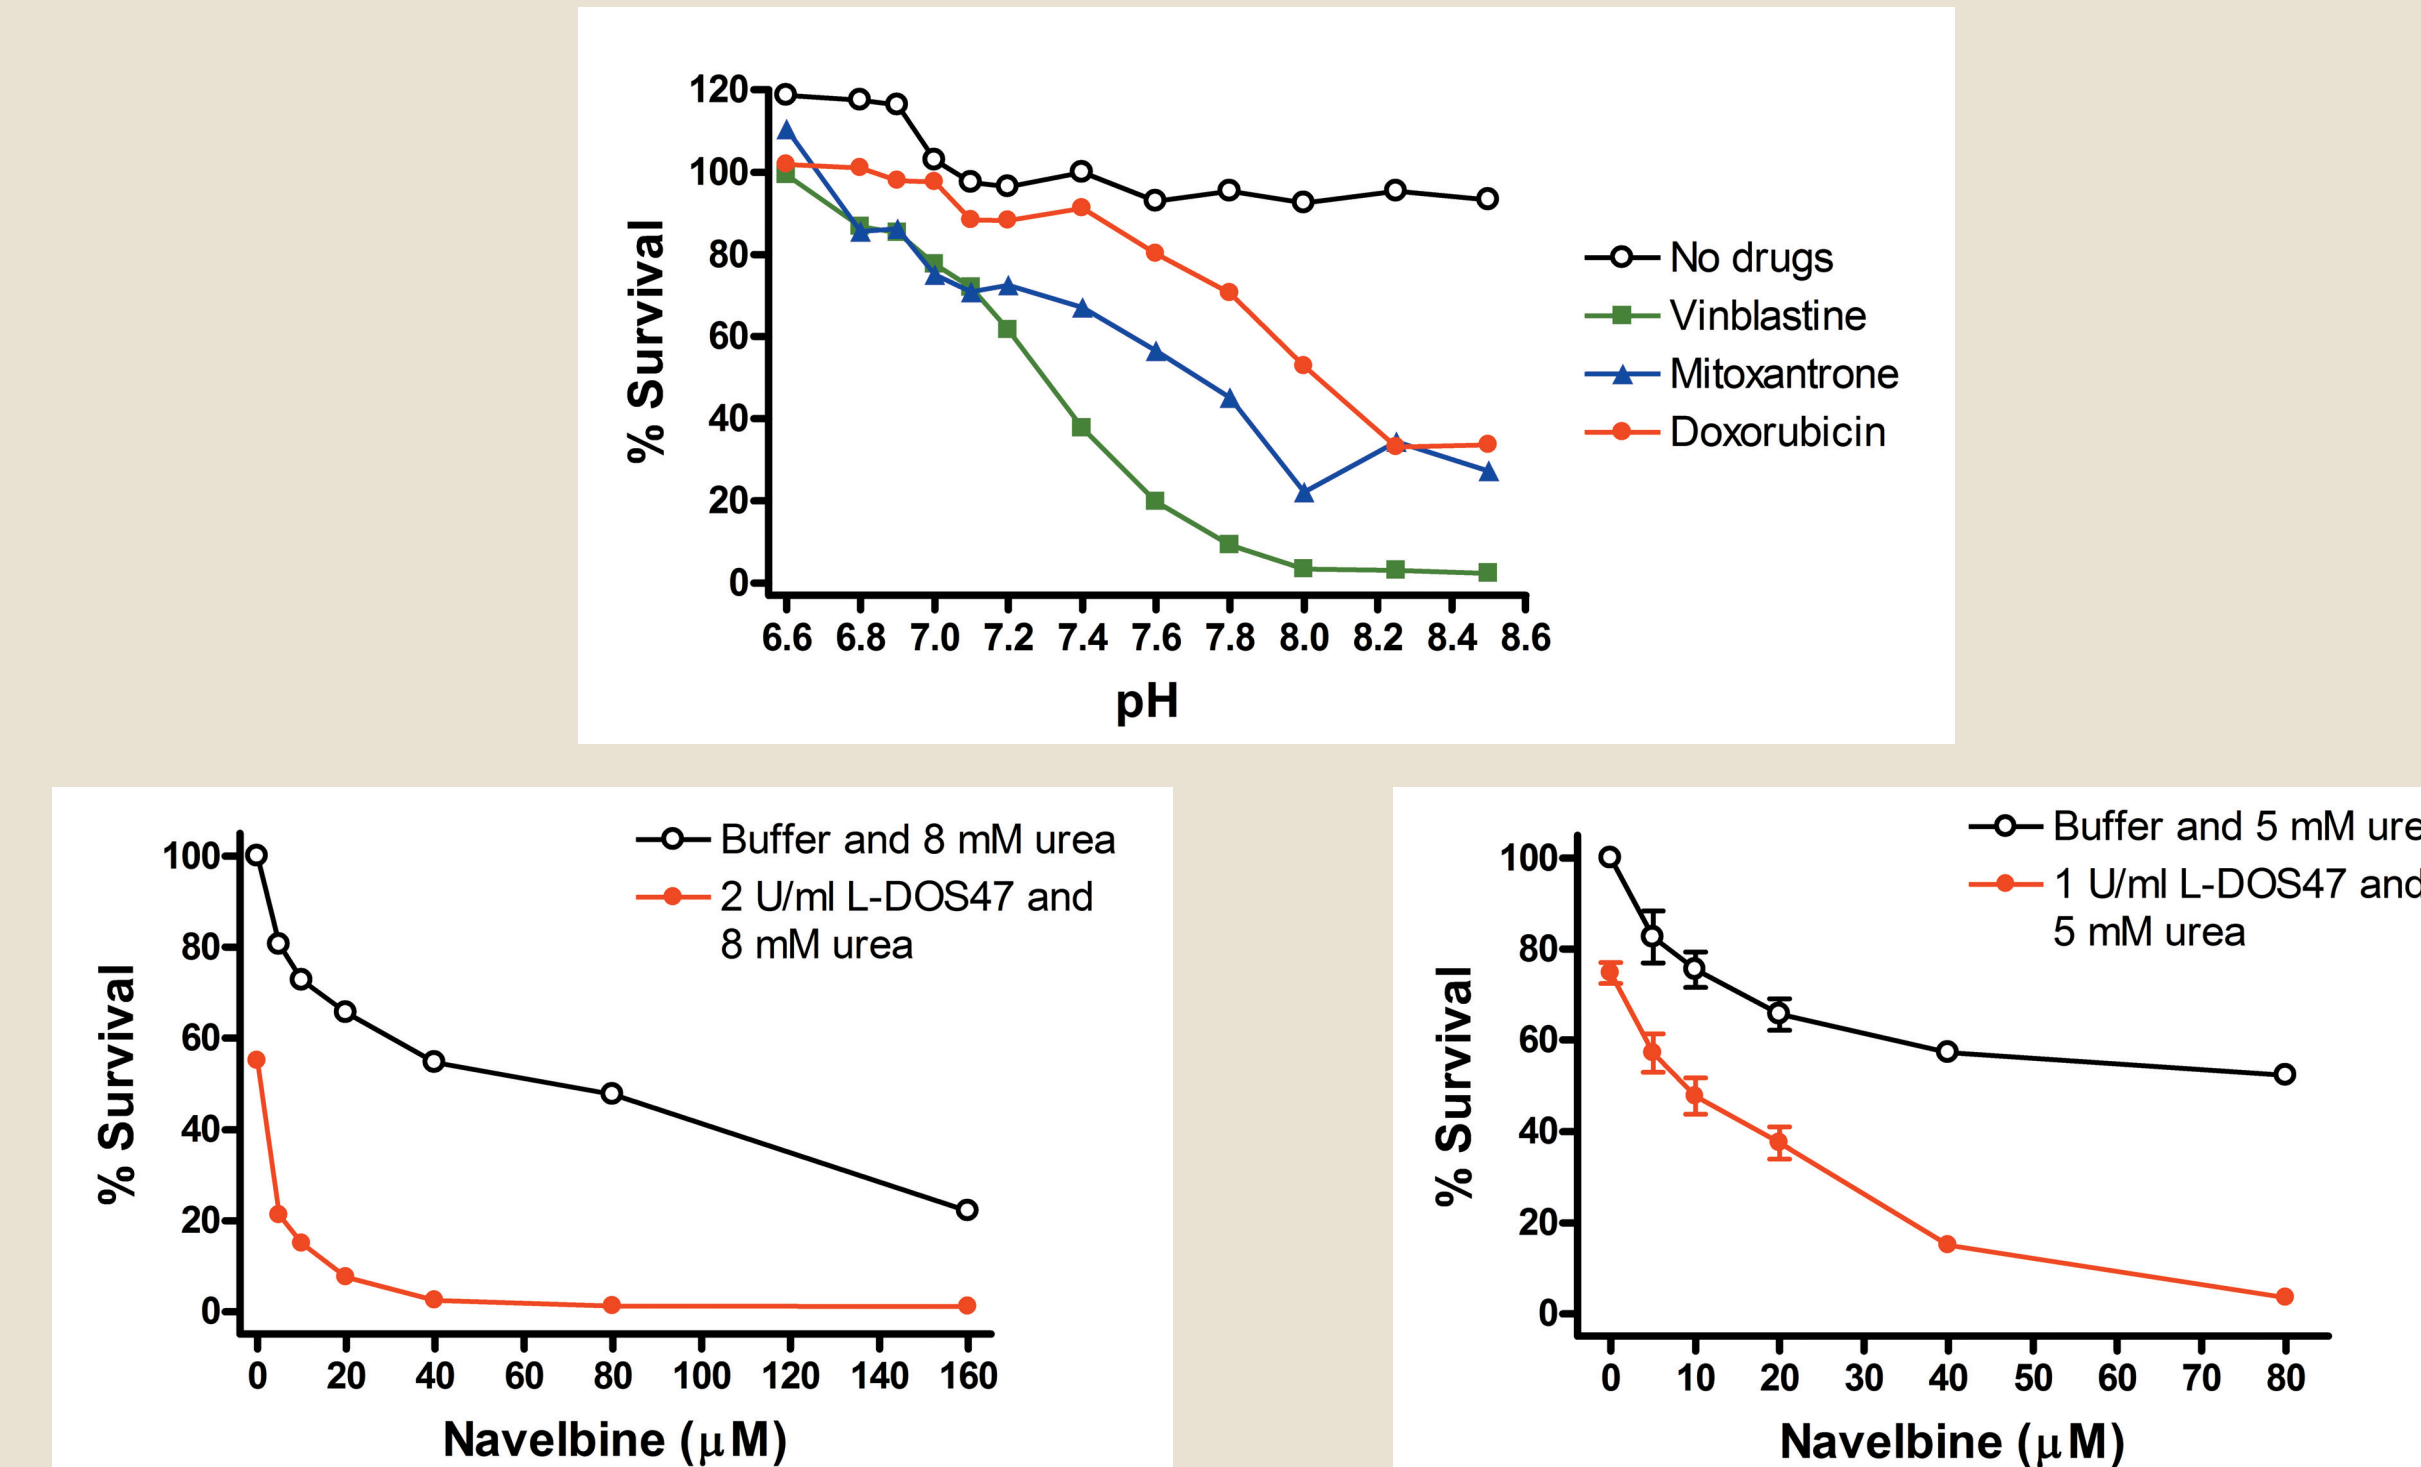 120
100
80
60
40
20
0
% Survival
6.6 6.8 7.0 7.2 7.4 7.6 7.8 8.0 8.2 8.4 8.6
pH
No drugs
Vinblastine
Mitoxantrone
Doxorubicin
100
80
60
40
20
0
% Survival
0 20 40 60 80 100 120 140 160
Navelbine (μM)
Buffer and 8 mM urea
2 U/ml L-DOS47 and
8 mM urea
100
80
60
40
20
0
% Survival
0 10 20 30 40 50 60 70 80
Navelbine (μM)
Buffer and 5 mM
1 U/ml L-DOS47 and
5 mM urea